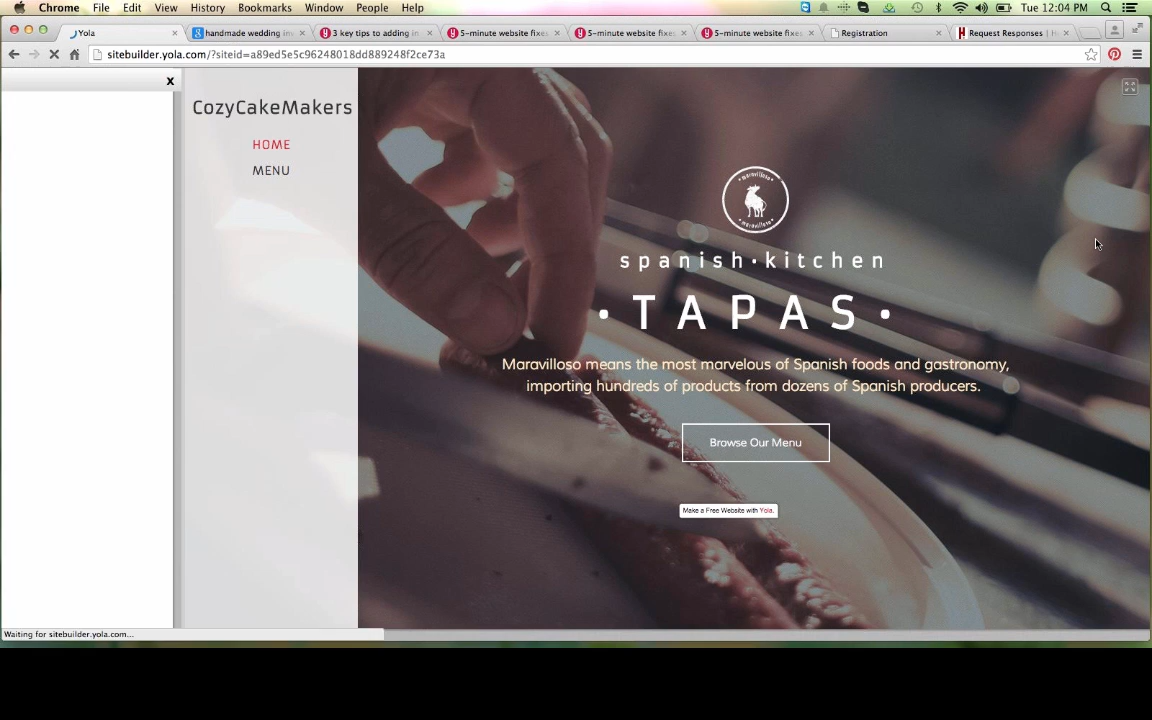 Chrome File Edit View History Bookmarks Window People Help
Tue 12:04 PM
Yola
handmade wedding in
3 key tips to adding in
5-minute website fixe
5-minute website fixe
5-minute website fixe
Registration
Request Responses | H
sitebuilder.yola.com/?siteid=a89ed5e5c96248018dd889248f2ce73a
x
CozyCakeMakers
HOME
MENU
maravilloso
maravilloso
spanish·kitchen
·TAPAS·
Maravilloso means the most marvelous of Spanish foods and gastronomy,
importing hundreds of products from dozens of Spanish producers.
Browse Our Menu
Make a Free Website with Yola.
Waiting for sitebuilder.yola.com...